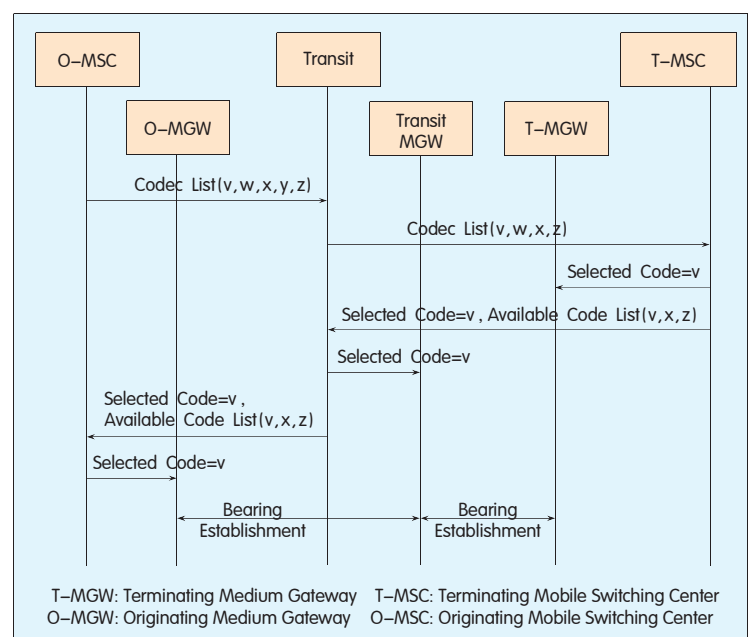 O-MSC
Transit
T-MSC
O-MGW
Transit
MGW
T-MGW
Codec List(v,w,x,y,z)
Codec List(v,w,x,z)
Selected Code=v
Selected Code=v , Available Code List(v,x,z)
Selected Code=v
Selected Code=v ,
Available Code List(v,x,z)
Selected Code=v
Bearing
Establishment
Bearing
Establishment
T-MGW: Terminating Medium Gateway T-MSC: Terminating Mobile Switching Center
O-MGW: Originating Medium Gateway O-MSC: Originating Mobile Switching Center